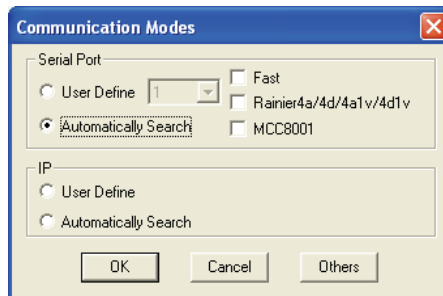 Communication Modes
Serial Port
User Define 1
Fast
Rainier4a/4d/4a1v/4d1v
Automatically Search
MCC8001
IP
User Define
Automatically Search
OK Cancel Others